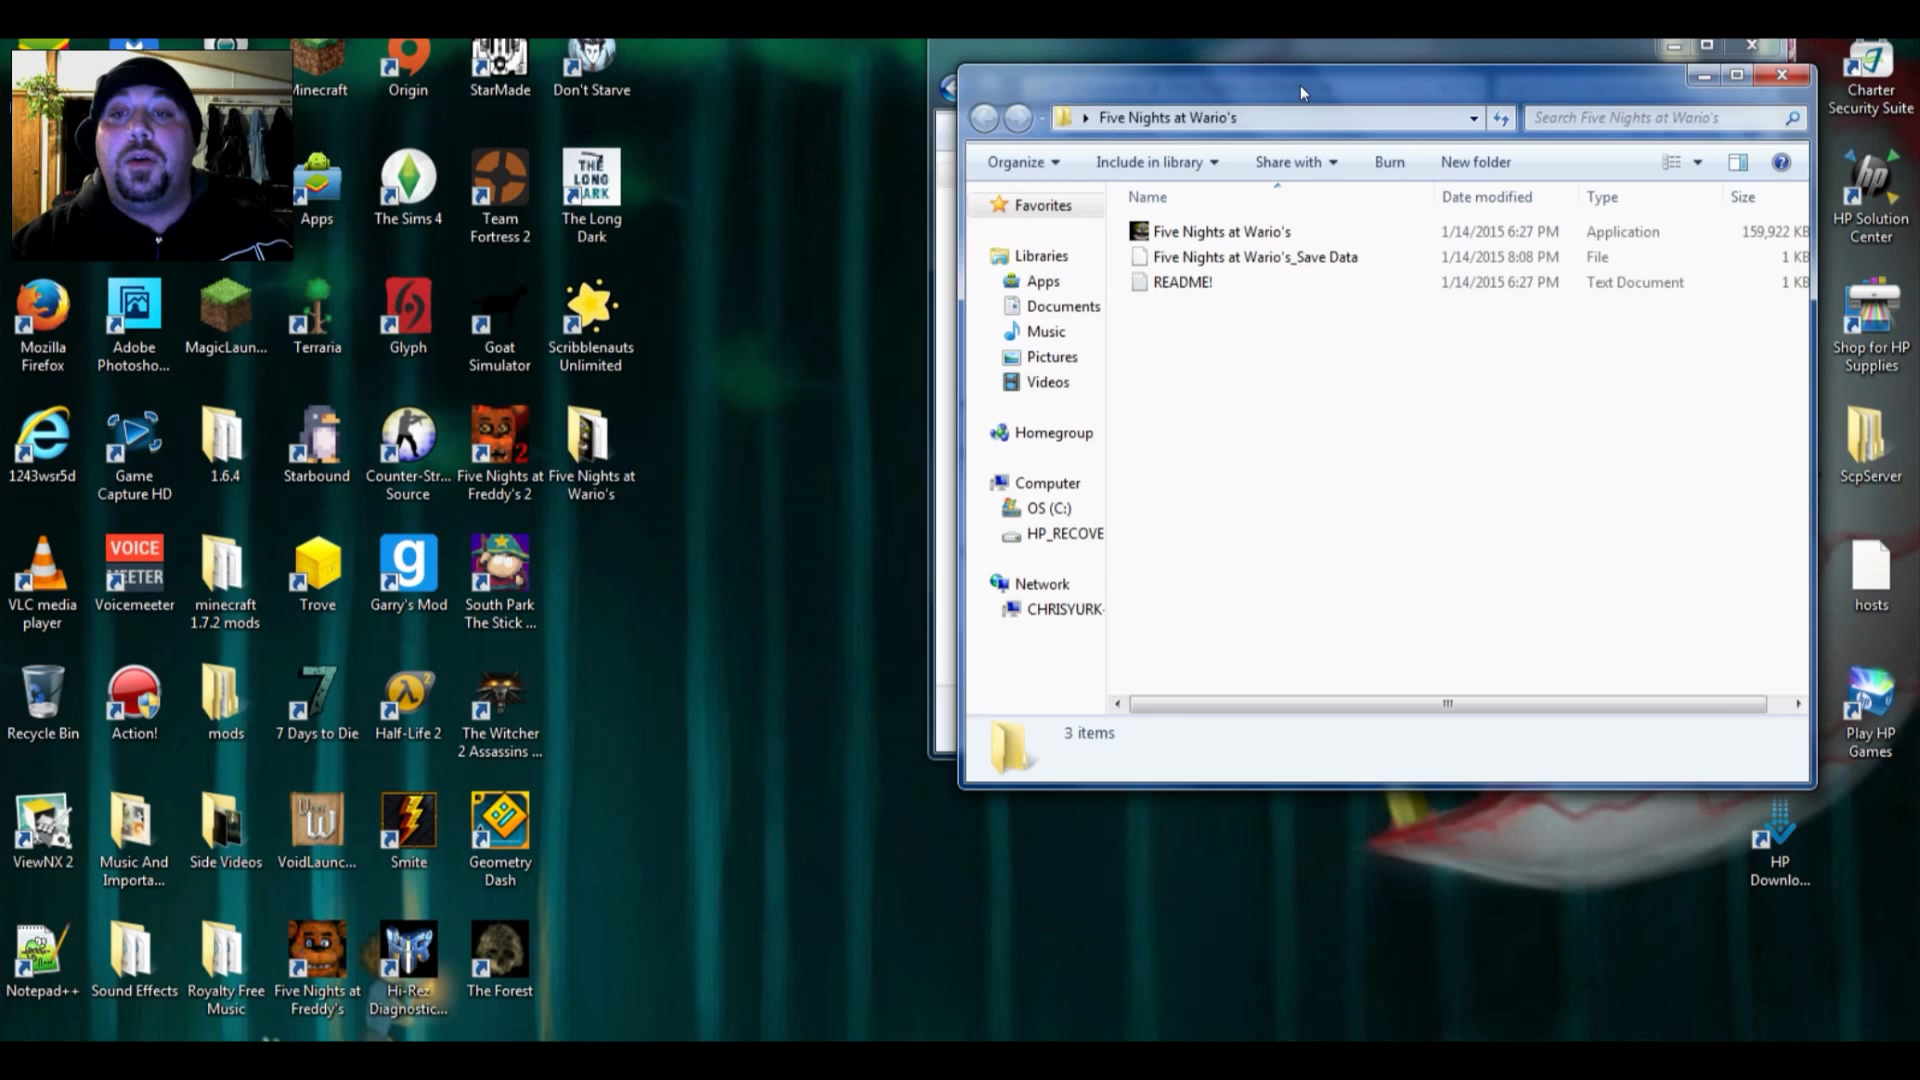 Minecraft
Origin
StarMade
Don't Starve
Apps
The Sims 4
Team
Fortress 2
THE
LONG
DARK
The Long
Dark
Mozilla
Firefox
Adobe
Photosho...
MagicLaun...
Terraria
Glyph
Goat
Simulator
Scribblenauts
Unlimited
1243wsr5d
Game
Capture HD
1.6.4
Starbound
Counter-Str...
Source
2
Five Nights at
Freddy's 2
Five Nights at
Wario's
VLC media
player
VOICE
MEETER
Voicemeeter
minecraft
1.7.2 mods
Trove
g
Garry's Mod
South Park
The Stick ...
Recycle Bin
Action!
mods
7
7 Days to Die
2
Half-Life 2
The Witcher
2 Assassins ...
ViewNX 2
Music And
Importa...
Side Videos
VoidLaunc...
Smite
Geometry
Dash
Notepad++
Sound Effects
Royalty Free
Music
Five Nights at
Freddy's
Hi-Rez
Diagnostic...
The Forest
Five Nights at Wario's
Search Five Nights at Wario's
Organize
Include in library
Share with
Burn
New folder
Name
Date modified
Type
Size
Five Nights at Wario's
1/14/2015 6:27 PM
Application
159,922 KB
Five Nights at Wario's_Save Data
1/14/2015 8:08 PM
File
1 KB
README!
1/14/2015 6:27 PM
Text Document
1 KB
Favorites
Libraries
Apps
Documents
Music
Pictures
Videos
Homegroup
Computer
OS (C:)
HP_RECOVE
Network
CHRISYURK-
3 items
Charter
Security Suite
hp
HP Solution
Center
Shop for HP
Supplies
ScpServer
hosts
Play HP
Games
HP
Downlo...